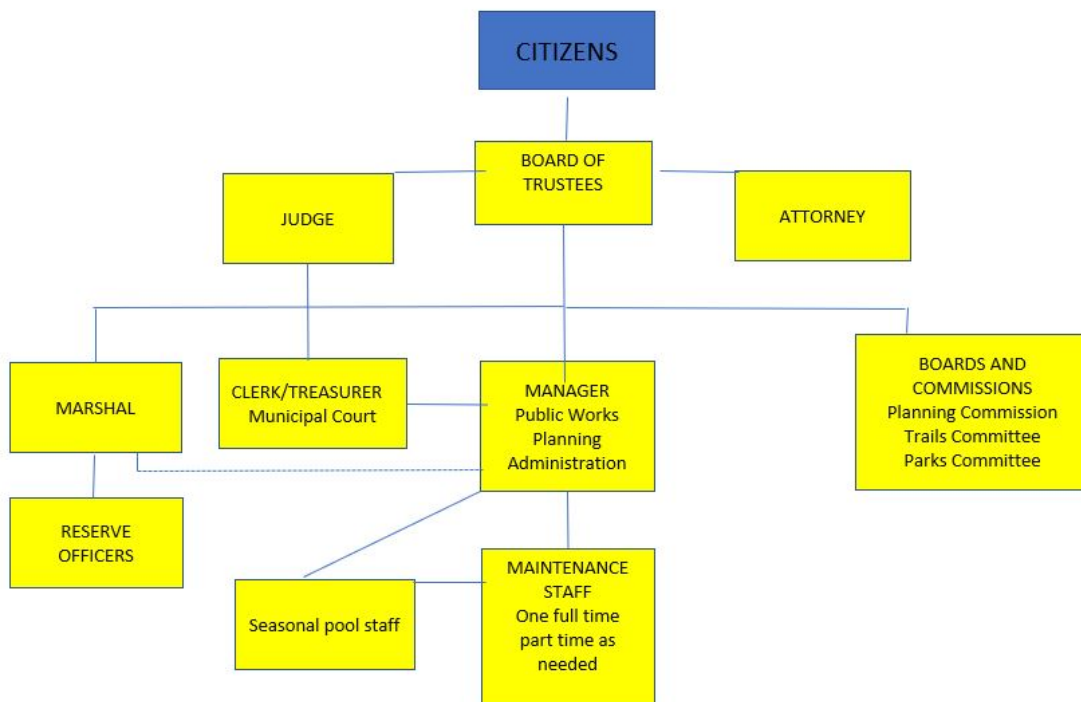 CITIZENS
BOARD OF
TRUSTEES
JUDGE
ATTORNEY
MARSHAL
CLERK/TREASURER
Municipal Court
MANAGER
Public Works
Planning
Administration
BOARDS AND
COMMISSIONS
Planning Commission
Trails Committee
Parks Committee
RESERVE
OFFICERS
Seasonal pool staff
MAINTENANCE
STAFF
One full time
part time as
needed